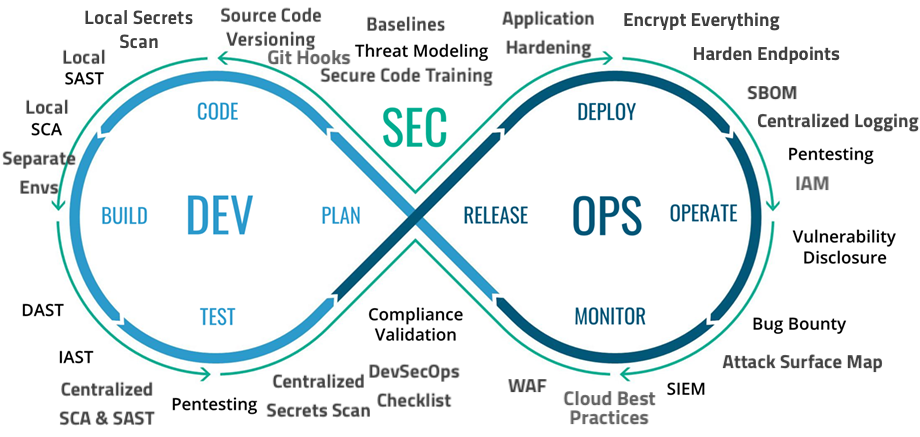 Local Secrets
Scan
Source Code
Versioning
Git Hooks
Baselines
Threat Modeling
Secure Code Training
Application
Hardening
Encrypt Everything
Harden Endpoints
Local
SAST
Local
SCA
Separate
Envs
SBOM
Centralized Logging
Pentesting
IAM
CODE
SEC
DEPLOY
BUILD
DEV
PLAN
RELEASE
OPS
OPERATE
TEST
MONITOR
Vulnerability
Disclosure
DAST
IAST
Centralized
SCA & SAST
Pentesting
Centralized
Secrets Scan
Compliance
Validation
DevSecOps
Checklist
WAF
Cloud Best
Practices
SIEM
Bug Bounty
Attack Surface Map